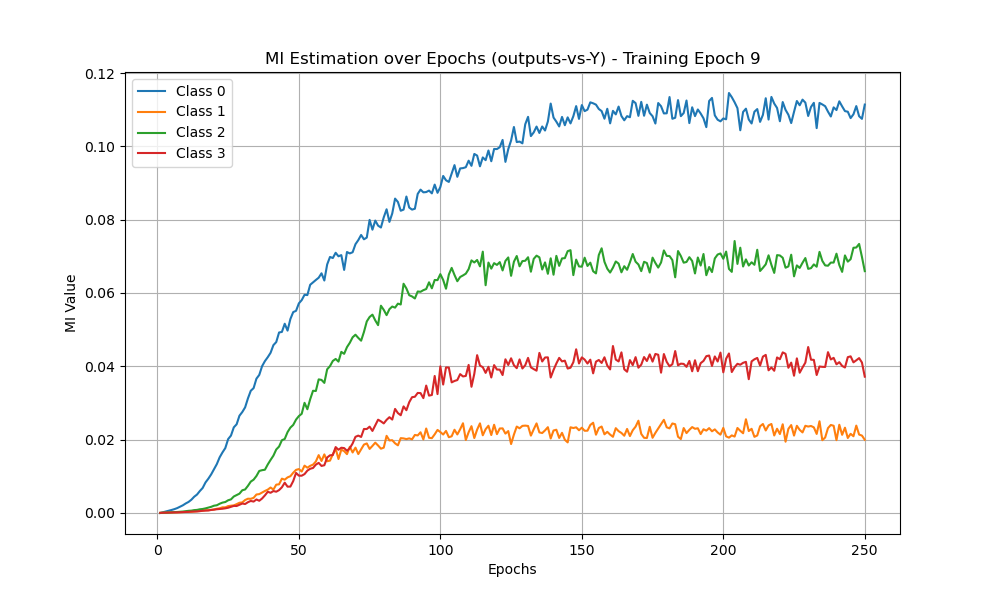 MI Estimation over Epochs (outputs-vs-Y) - Training Epoch 9
Class 0
Class 1
Class 2
Class 3
MI Value
0.12
0.10
0.08
0.06
0.04
0.02
0.00
0 50 100 150 200 250
Epochs